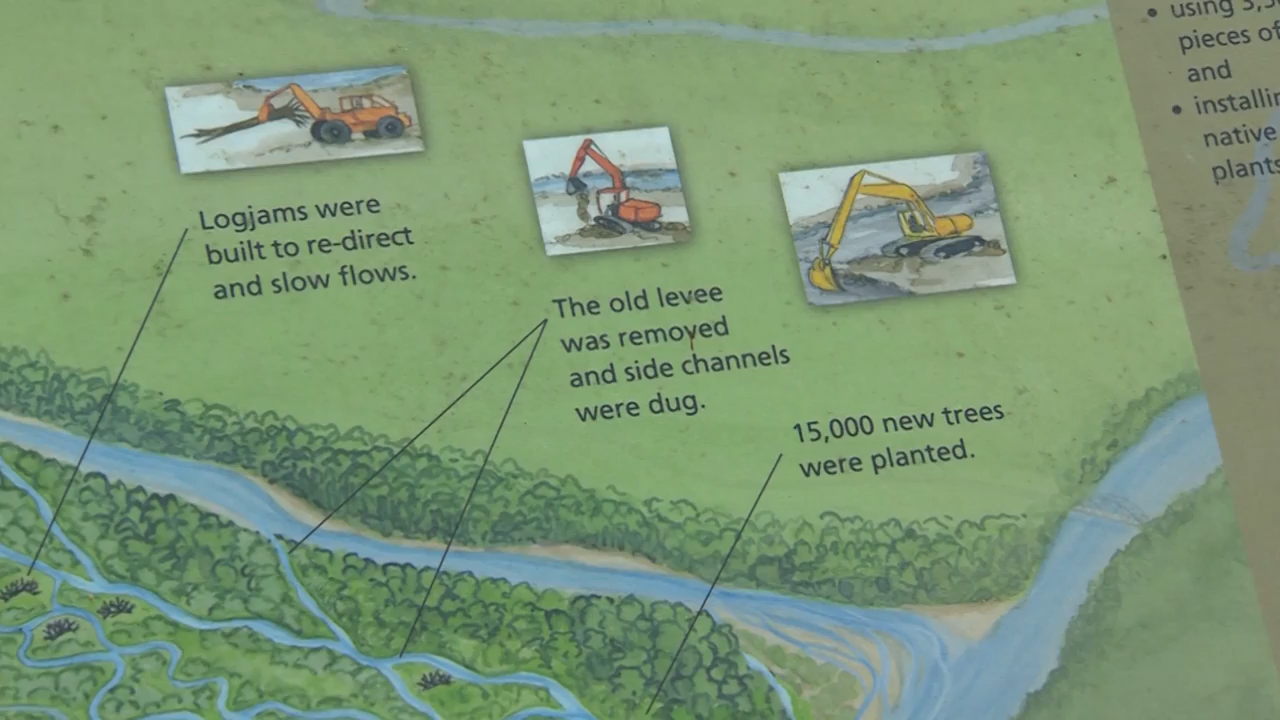 Logjams were
built to re-direct
and slow flows.
The old levee
was removed
and side channels
were dug.
15,000 new trees
were planted.
• using
pieces of
and
•
native
plants